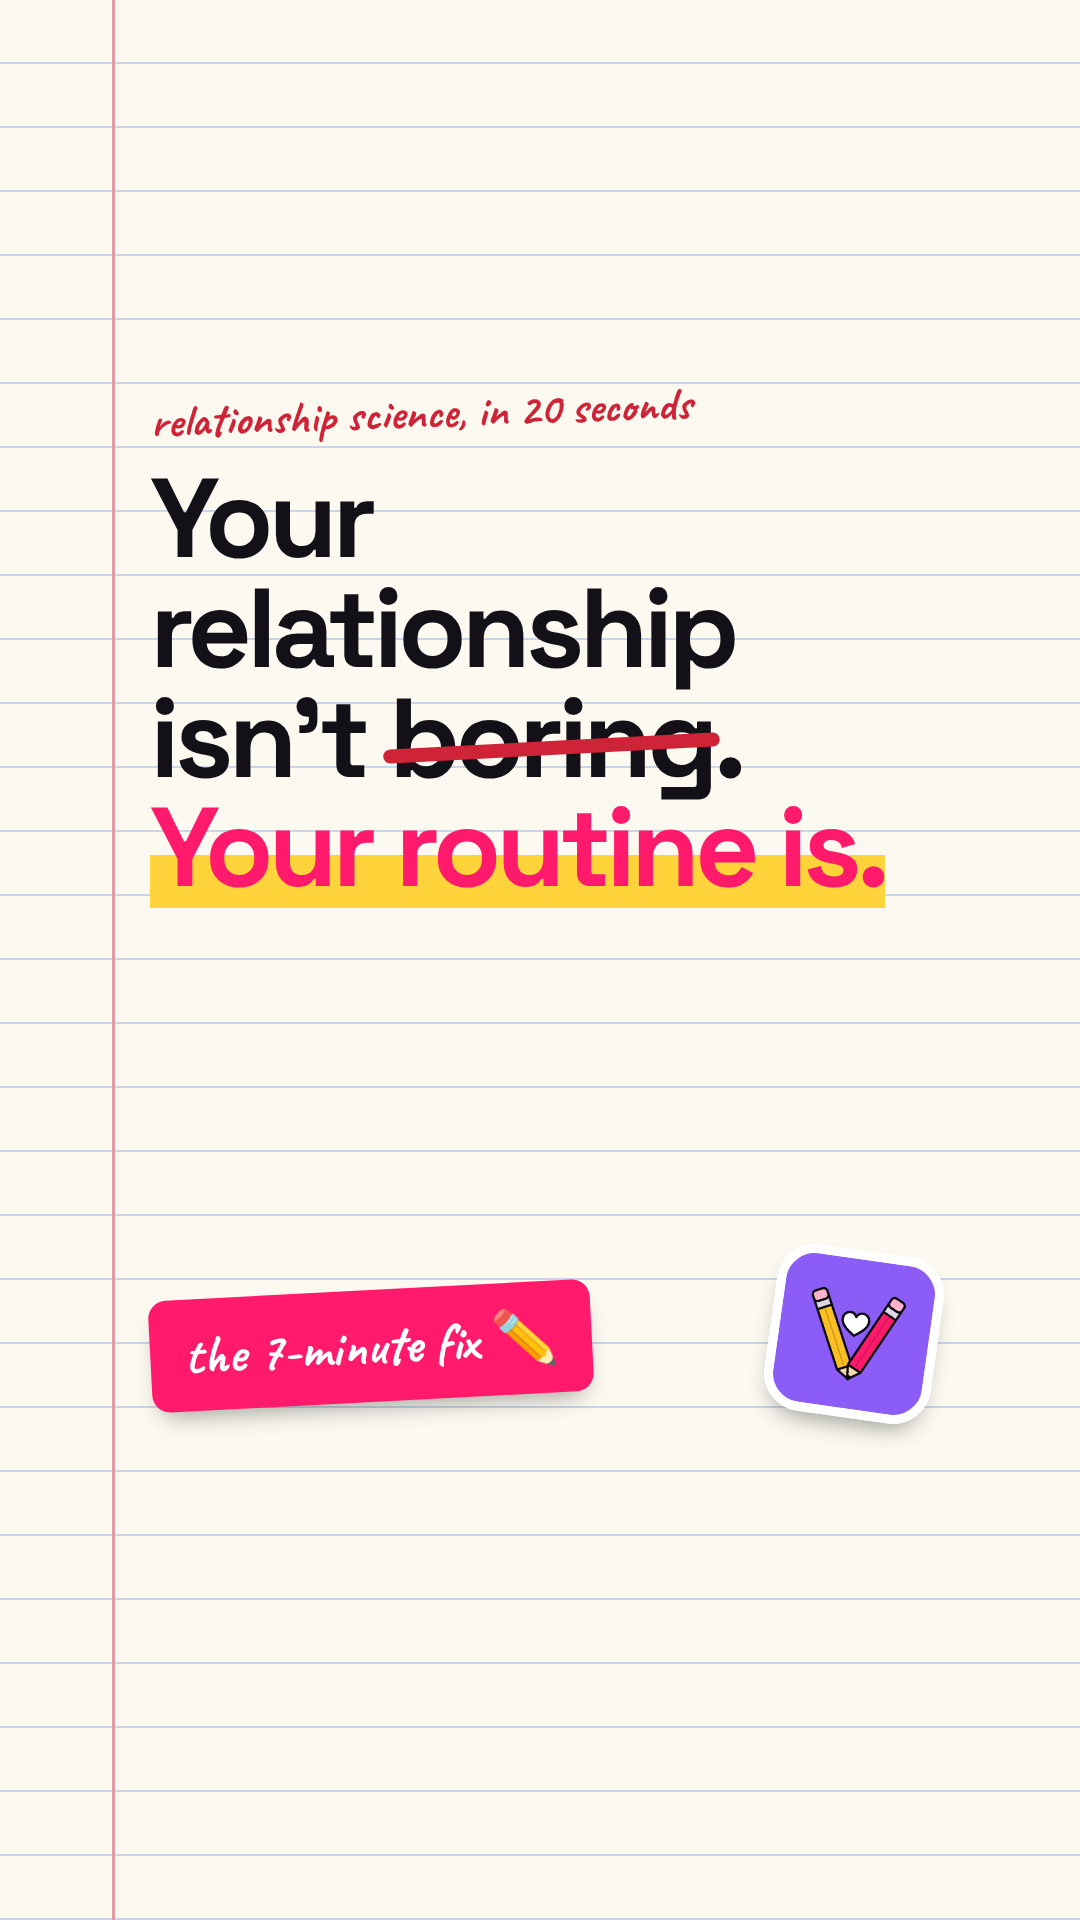 relationship science, in 20 seconds
Your
relationship
isn’t boring.
Your routine is.
the 7-minute fix ✏️